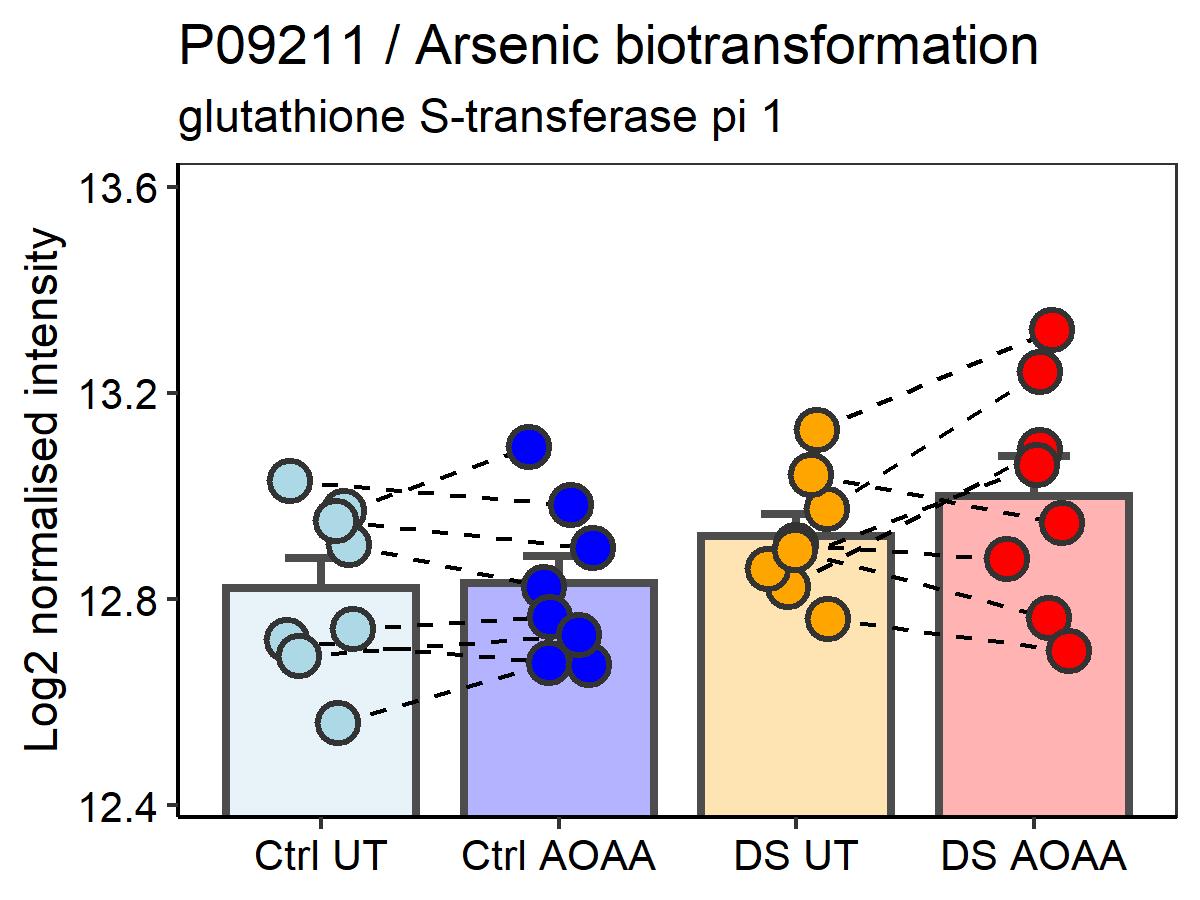 P09211 / Arsenic biotransformation
glutathione S-transferase pi 1
Log2 normalised intensity
13.6
13.2
12.8
12.4
Ctrl UT
Ctrl AOAA
DS UT
DS AOAA